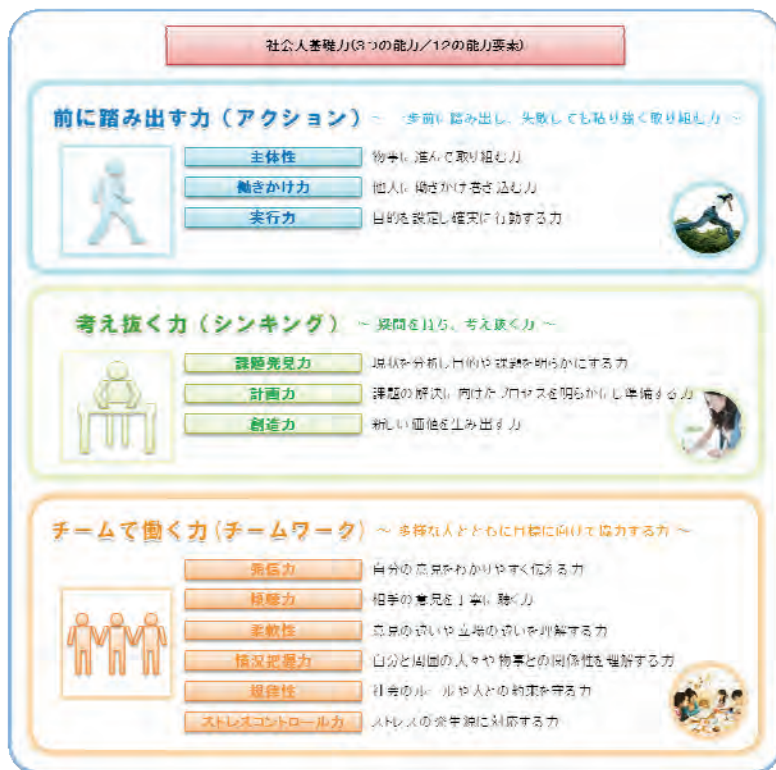 社会人基礎力(3つの能力／12の能力要素)
前に踏み出す力（アクション） ～ 一歩前に踏み出し、失敗しても粘り強く取り組む力 ～
主体性 物事に進んで取り組む力
働きかけ力 他人に働きかけ巻き込む力
実行力 目的を設定し確実に行動する力
考え抜く力（シンキング） ～ 疑問を持ち、考え抜く力 ～
課題発見力 現状を分析し目的や課題を明らかにする力
計画力 課題の解決に向けたプロセスを明らかにし準備する力
創造力 新しい価値を生み出す力
チームで働く力(チームワーク) ～ 多様な人とともに目標に向けて協力する力 ～
発信力 自分の意見をわかりやすく伝える力
傾聴力 相手の意見を丁寧に聴く力
柔軟性 意見の違いや立場の違いを理解する力
情況把握力 自分と周囲の人々や物事との関係性を理解する力
規律性 社会のルールや人との約束を守る力
ストレスコントロール力 ストレスの発生源に対応する力